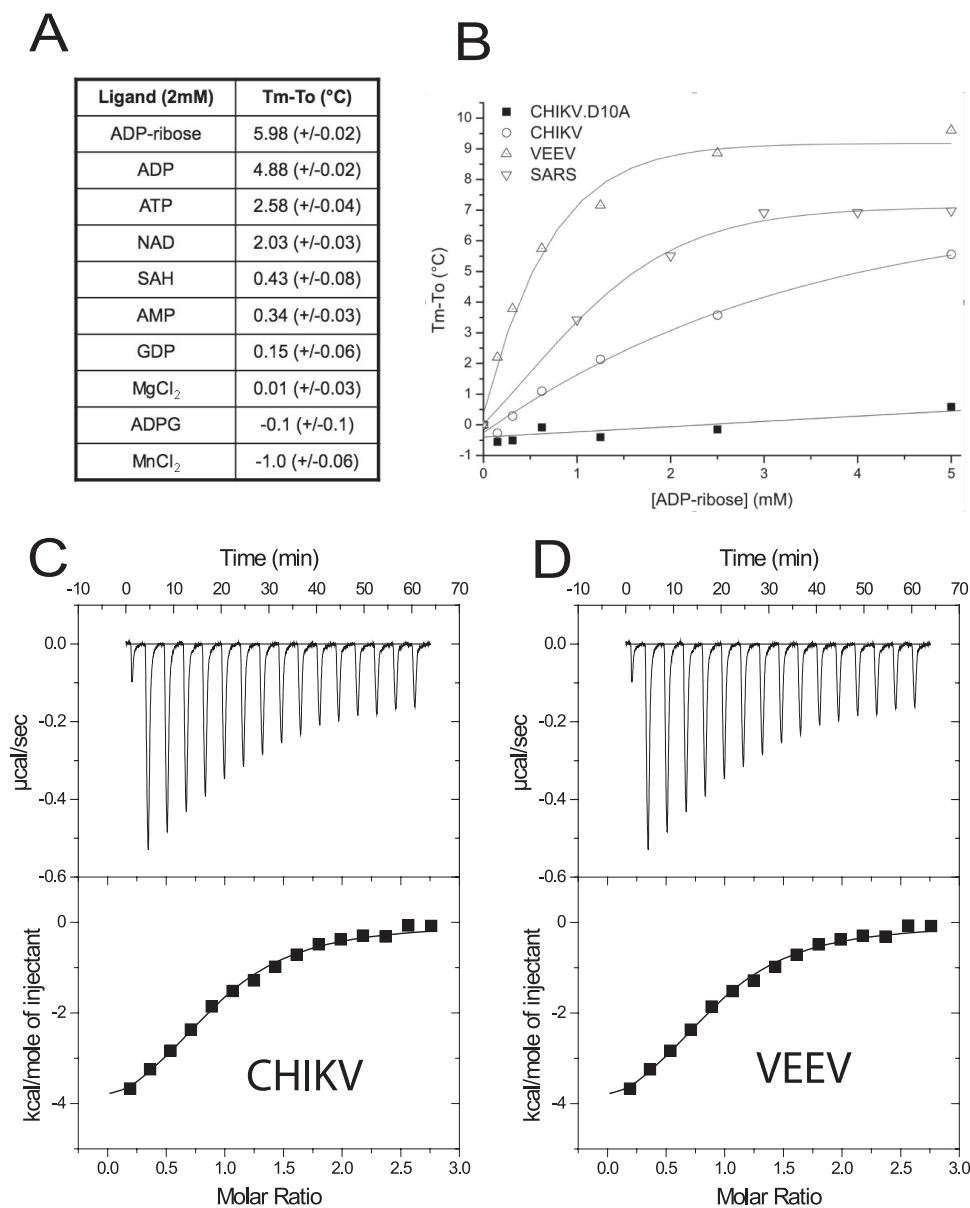 A
Ligand (2mM) Tm-To (°C)
ADP-ribose 5.98 (+/-0.02)
ADP 4.88 (+/-0.02)
ATP 2.58 (+/-0.04)
NAD 2.03 (+/-0.03)
SAH 0.43 (+/-0.08)
AMP 0.34 (+/-0.03)
GDP 0.15 (+/-0.06)
MgCl2 0.01 (+/-0.03)
ADPG -0.1 (+/-0.1)
MnCl2 -1.0 (+/-0.06)
B
CHIKV.D10A
CHIKV
VEEV
SARS
Tm-To (°C)
10
9
8
7
6
5
4
3
2
1
0
-1
0 1 2 3 4 5
[ADP-ribose] (mM)
C
Time (min)
-10 0 10 20 30 40 50 60 70
µcal/sec
0.0
-0.2
-0.4
-0.6
kcal/mole of injectant
0
-2
-4
CHIKV
0.0 0.5 1.0 1.5 2.0 2.5 3.0
Molar Ratio
D
Time (min)
-10 0 10 20 30 40 50 60 70
µcal/sec
0.0
-0.2
-0.4
-0.6
kcal/mole of injectant
0
-2
-4
VEEV
0.0 0.5 1.0 1.5 2.0 2.5 3.0
Molar Ratio